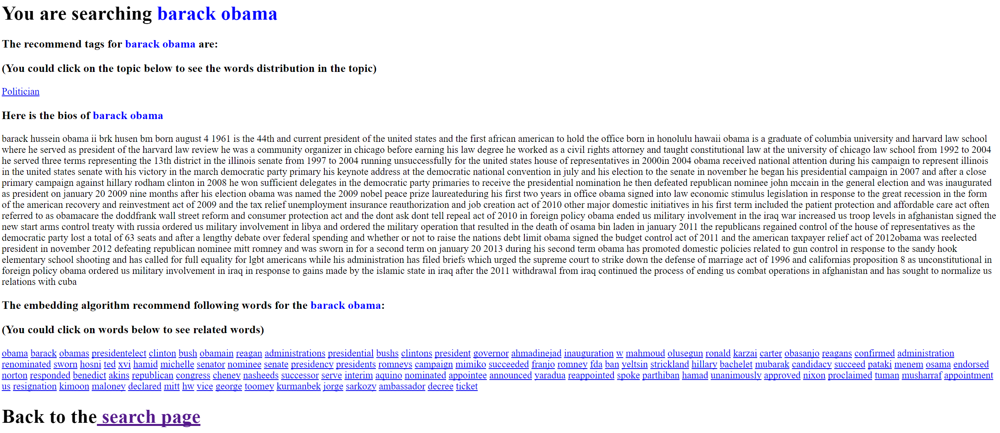 You are searching barack obama
The recommend tags for barack obama are:
(You could click on the topic below to see the words distribution in the topic)
Politician
Here is the bios of barack obama
barack hussein obama ii brk husen bm born august 4 1961 is the 44th and current president of the united states and the first african american to hold the office born in honolulu hawaii obama is a graduate of columbia university and harvard law school
where he served as president of the harvard law review he was a community organizer in chicago before earning his law degree he worked as a civil rights attorney and taught constitutional law at the university of chicago law school from 1992 to 2004
he served three terms representing the 13th district in the illinois senate from 1997 to 2004 running unsuccessfully for the united states house of representatives in 2000in 2004 obama received national attention during his campaign to represent illinois
in the united states senate with his victory in the march democratic party primary his keynote address at the democratic national convention in july and his election to the senate in november he began his presidential campaign in 2007 and after a close
primary campaign against hillary rodham clinton in 2008 he won sufficient delegates in the democratic party primaries to receive the presidential nomination he then defeated republican nominee john mccain in the general election and was inaugurated
as president on january 20 2009 nine months after his election obama was named the 2009 nobel peace prize laureateduring his first two years in office obama signed into law economic stimulus legislation in response to the great recession in the form
of the american recovery and reinvestment act of 2009 and the tax relief unemployment insurance reauthorization and job creation act of 2010 other major domestic initiatives in his first term included the patient protection and affordable care act often
referred to as obamacare the doddfrank wall street reform and consumer protection act and the dont ask dont tell repeal act of 2010 in foreign policy obama ended us military involvement in the iraq war increased us troop levels in afghanistan signed the
new start arms control treaty with russia ordered us military involvement in libya and ordered the military operation that resulted in the death of osama bin laden in january 2011 the republicans regained control of the house of representatives as the
democratic party lost a total of 63 seats and after a lengthy debate over federal spending and whether or not to raise the nations debt limit obama signed the budget control act of 2011 and the american taxpayer relief act of 2012obama was reelected
president in november 2012 defeating republican nominee mitt romney and was sworn in for a second term on january 20 2013 during his second term obama has promoted domestic policies related to gun control in response to the sandy hook
elementary school shooting and has called for full equality for lgbt americans while his administration has filed briefs which urged the supreme court to strike down the defense of marriage act of 1996 and californias proposition 8 as unconstitutional in
foreign policy obama ordered us military involvement in iraq in response to gains made by the islamic state in iraq after the 2011 withdrawal from iraq continued the process of ending us combat operations in afghanistan and has sought to normalize us
relations with cuba
The embedding algorithm recommend following words for the barack obama:
(You could click on words below to see related words)
obama barack obamas presidentelect clinton bush obamain reagan administrations presidential bushs clintons president governor ahmadinejad inauguration w mahmoud olusegun ronald karzai carter obasanjo reagans confirmed administration
renominated sworn hosni ted xvi hamid michelle senator nominee senate presidency presidents romneys campaign mimiko succeeded franjo romney fda ban yeltsin strickland hillary bachelet mubarak candidacy succeed pataki menem osama endorsed
norton responded benedict akins republican congress cheney nasheeds successor serve interim aquino nominated appointee announced yaradua reappointed spoke parthiban hamad unanimously approved nixon proclaimed tuman musharraf appointment
us resignation kimoon maloney declared mitt hw vice george toomey kurmanbek jorge sarkozy ambassador decree ticket
Back to the search page